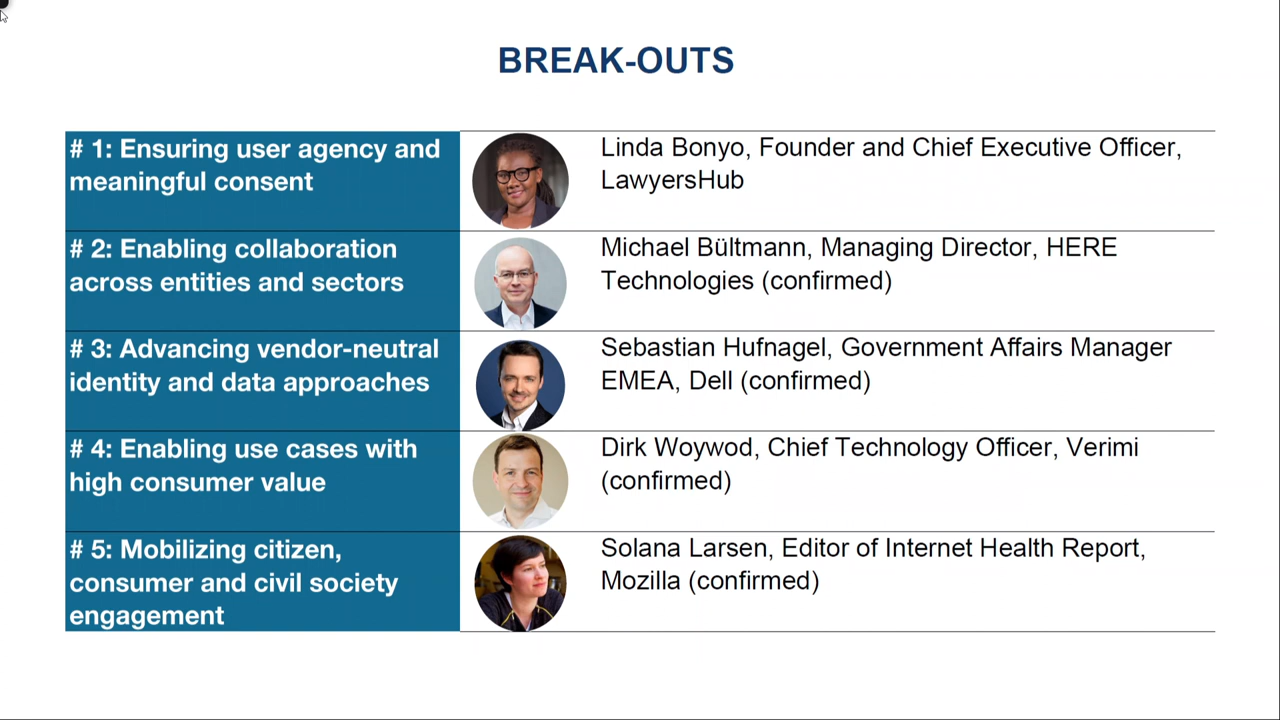 BREAK-OUTS
# 1: Ensuring user agency and
meaningful consent
Linda Bonyo, Founder and Chief Executive Officer,
LawyersHub
# 2: Enabling collaboration
across entities and sectors
Michael Bültmann, Managing Director, HERE
Technologies (confirmed)
# 3: Advancing vendor-neutral
identity and data approaches
Sebastian Hufnagel, Government Affairs Manager
EMEA, Dell (confirmed)
# 4: Enabling use cases with
high consumer value
Dirk Woywod, Chief Technology Officer, Verimi
(confirmed)
# 5: Mobilizing citizen,
consumer and civil society
engagement
Solana Larsen, Editor of Internet Health Report,
Mozilla (confirmed)